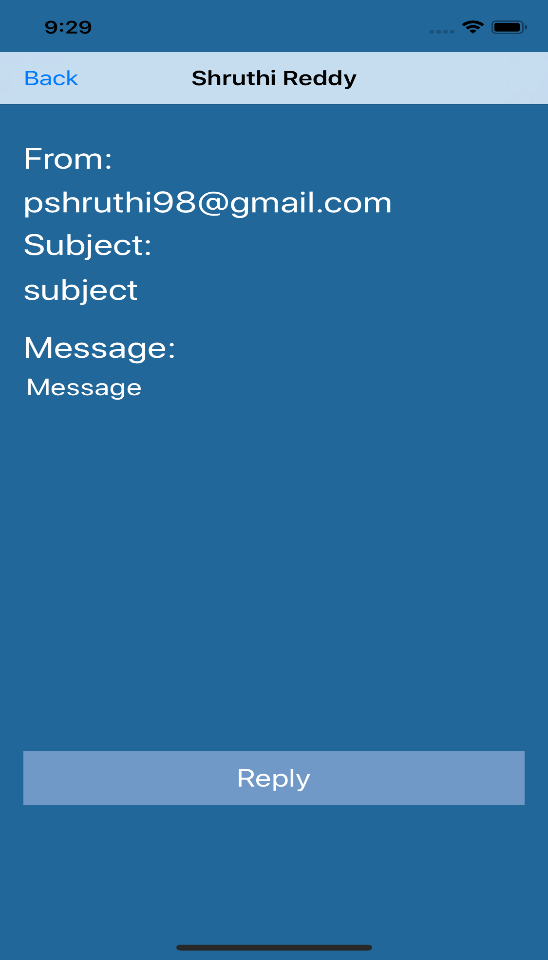 9:29
Back
Shruthi Reddy
From:
pshruthi98@gmail.com
Subject:
subject
Message:
Message
Reply